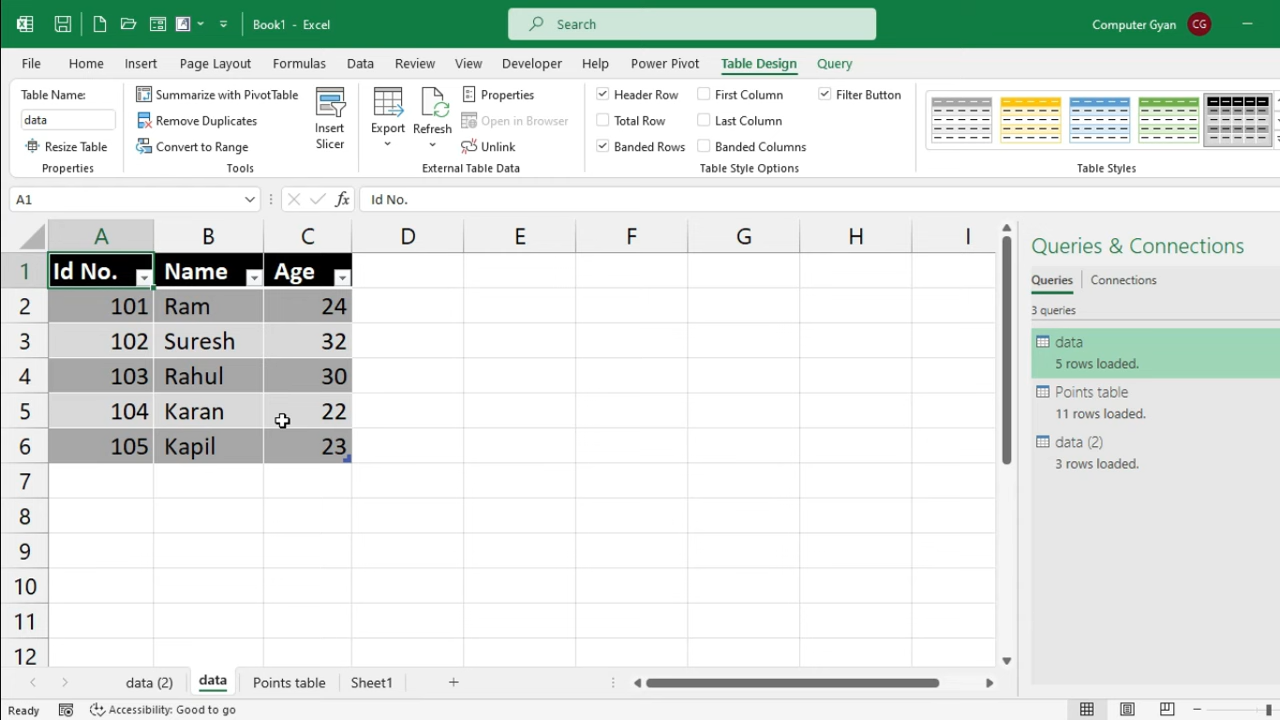 Book1 - Excel
Search
Computer Gyan CG
File Home Insert Page Layout Formulas Data Review View Developer Help Power Pivot Table Design Query
Table Name:
data
Resize Table
Properties
Summarize with PivotTable
Remove Duplicates
Convert to Range
Tools
Insert
Slicer
Export
Refresh
Properties
Open in Browser
Unlink
External Table Data
Header Row
Total Row
Banded Rows
First Column
Last Column
Banded Columns
Filter Button
Table Style Options
Table Styles
A1 fx Id No.
A B C D E F G H I
1 Id No. Name Age
2 101 Ram 24
3 102 Suresh 32
4 103 Rahul 30
5 104 Karan 22
6 105 Kapil 23
7
8
9
10
11
12
Queries & Connections
Queries Connections
3 queries
data
5 rows loaded.
Points table
11 rows loaded.
data (2)
3 rows loaded.
data (2) data Points table Sheet1
Ready Accessibility: Good to go